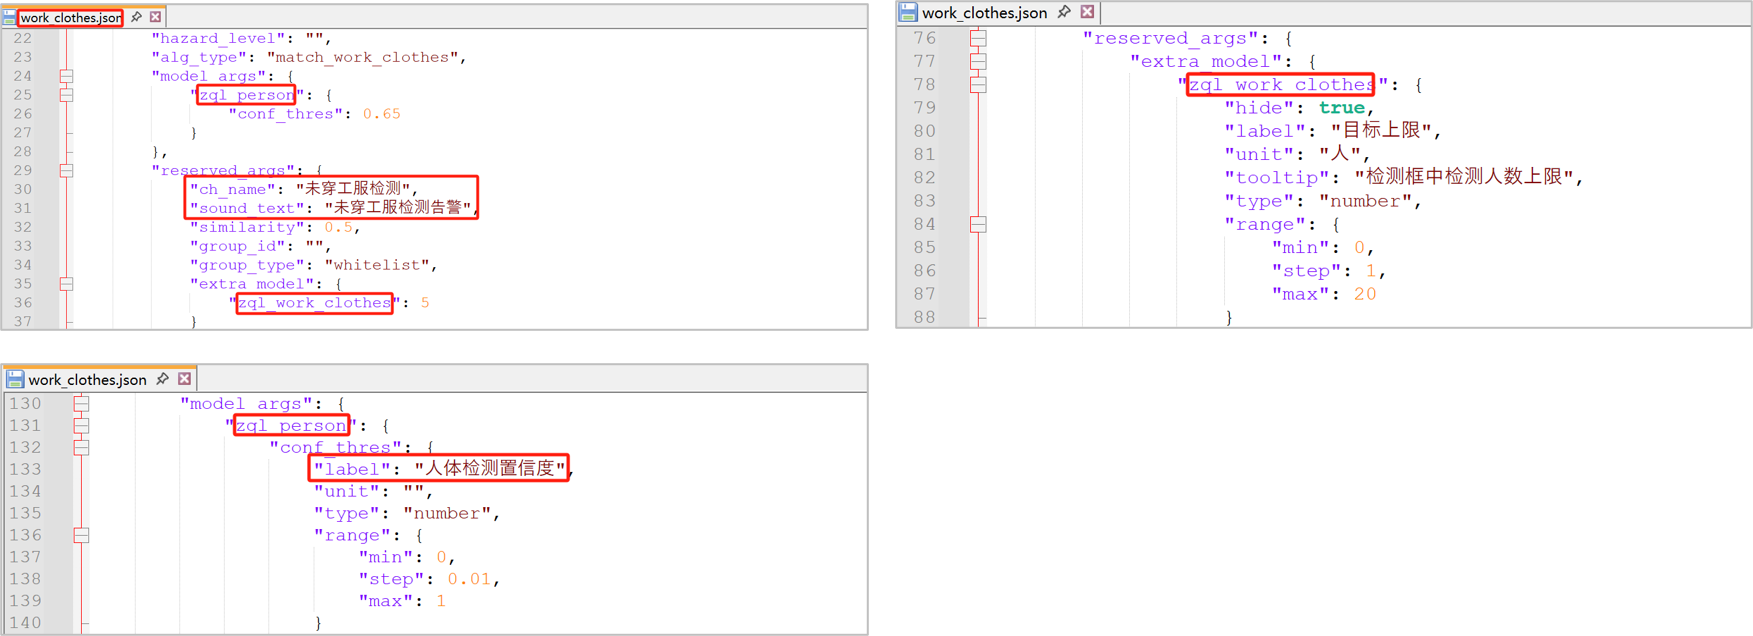 work_clothes.json
22 "hazard_level": "",
23 "alg_type": "match_work_clothes",
24 "model_args": {
25 "zql_person": {
26 "conf_thres": 0.65
27 }
28 },
29 "reserved_args": {
30 "ch_name": "未穿工服检测",
31 "sound_text": "未穿工服检测告警",
32 "similarity": 0.5,
33 "group_id": "",
34 "group_type": "whitelist",
35 "extra_model": {
36 "zql_work_clothes": 5
37 }
work_clothes.json
76 "reserved_args": {
77 "extra_model": {
78 "zql_work_clothes": {
79 "hide": true,
80 "label": "目标上限",
81 "unit": "人",
82 "tooltip": "检测框中检测人数上限",
83 "type": "number",
84 "range": {
85 "min": 0,
86 "step": 1,
87 "max": 20
88 }
work_clothes.json
130 "model_args": {
131 "zql_person": {
132 "conf_thres": {
133 "label": "人体检测置信度",
134 "unit": "",
135 "type": "number",
136 "range": {
137 "min": 0,
138 "step": 0.01,
139 "max": 1
140 }